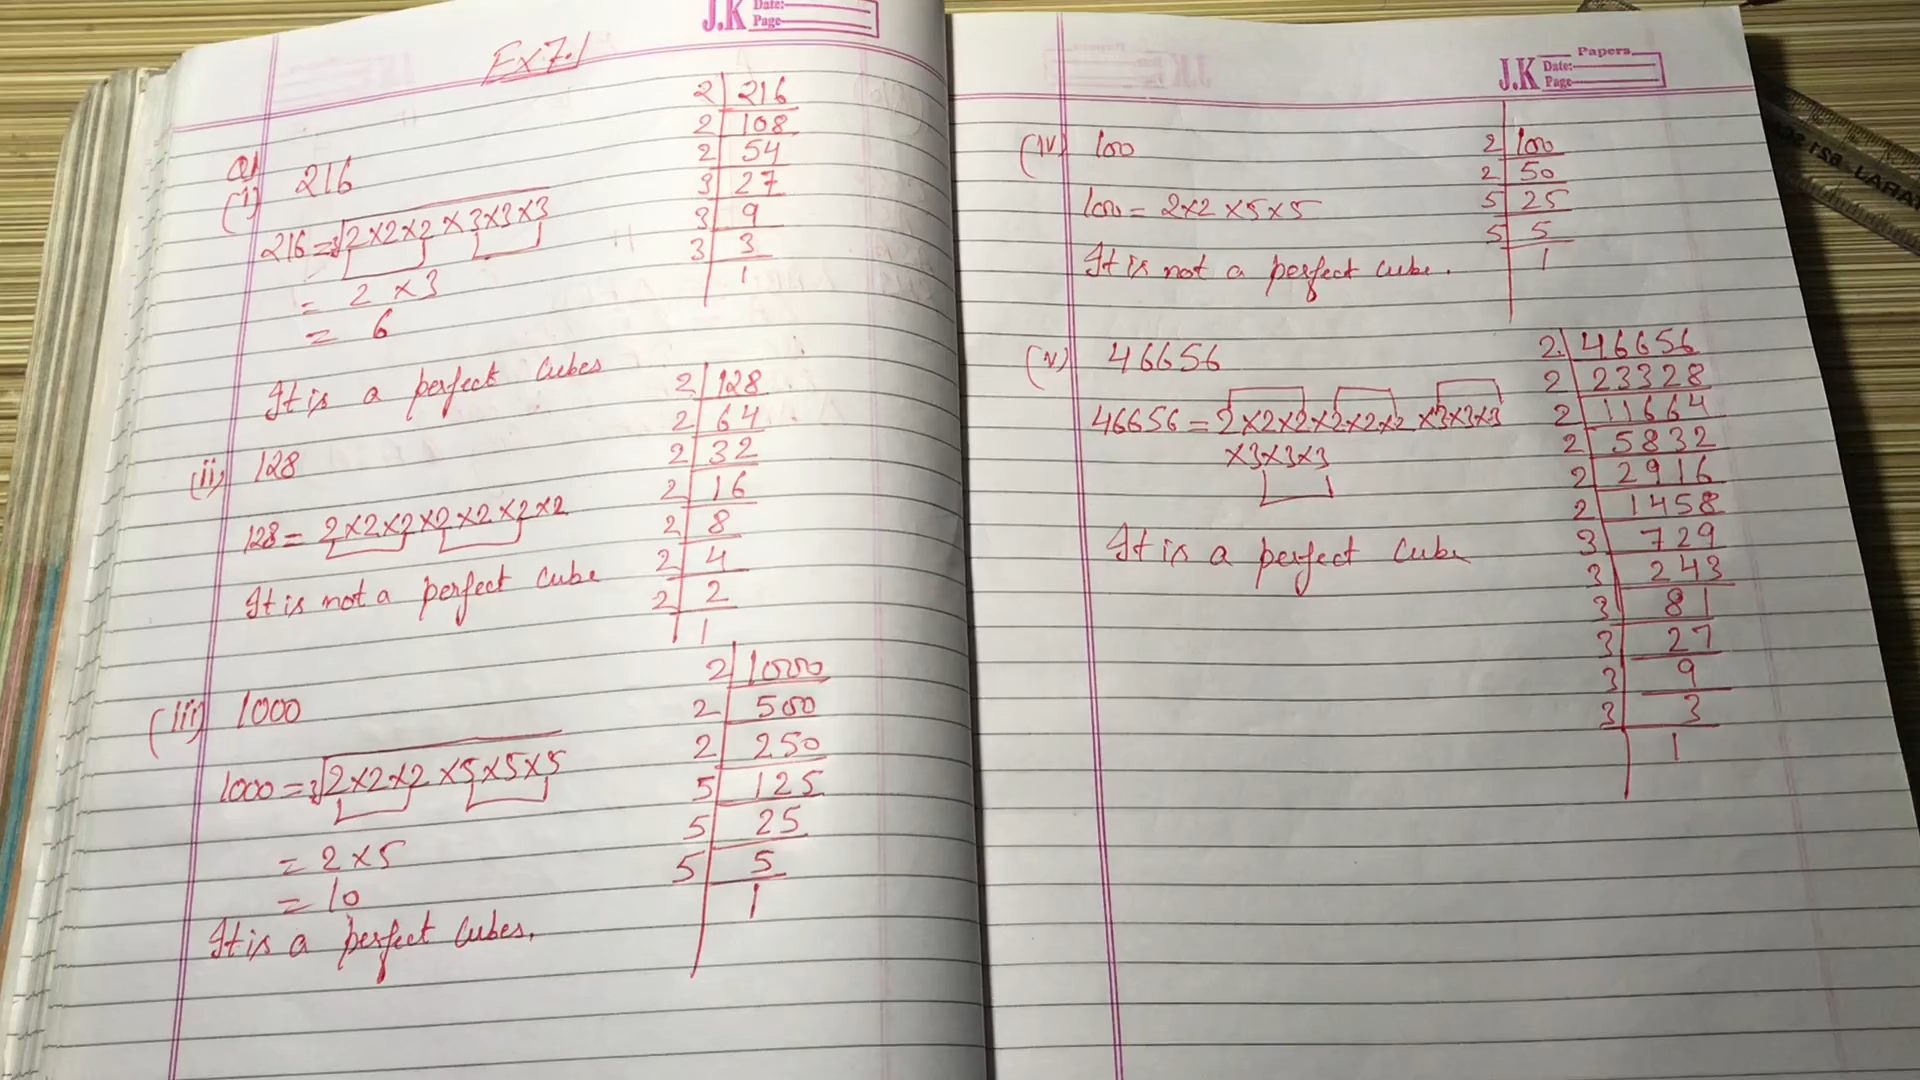 J.K Date:
Page
Ex 7.1
Q1
(i) 216
216 = ∛2×2×2×3×3×3
= 2×3
= 6
It is a perfect cubes
2 | 216
2 | 108
2 | 54
3 | 27
3 | 9
3 | 3
1
(ii) 128
128 = 2×2×2×2×2×2×2
It is not a perfect cube
2 | 128
2 | 64
2 | 32
2 | 16
2 | 8
2 | 4
2 | 2
1
(iii) 1000
1000 = ∛2×2×2×5×5×5
= 2×5
= 10
It is a perfect cubes.
2 | 1000
2 | 500
2 | 250
5 | 125
5 | 25
5 | 5
1
Papers
J.K Date:
Page
(iv) 100
100 = 2×2×5×5
It is not a perfect cube.
2 | 100
2 | 50
5 | 25
5 | 5
1
(v) 46656
46656 = 2×2×2×2×2×2×3×3×3
×3×3×3
It is a perfect cube
2 | 46656
2 | 23328
2 | 11664
2 | 5832
2 | 2916
2 | 1458
3 | 729
3 | 243
3 | 81
3 | 27
3 | 9
3 | 3
1